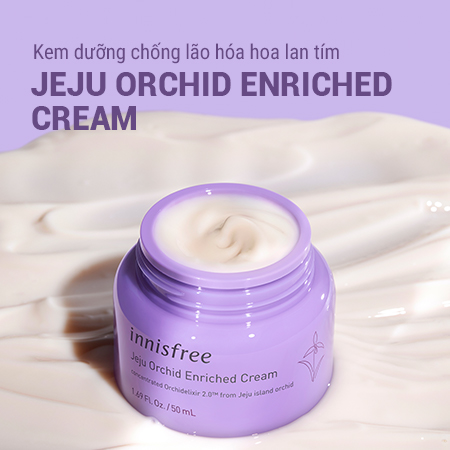 Kem dưỡng chống lão hóa hoa lan tím
JEJU ORCHID ENRICHED
CREAM
innisfree
Jeju Orchid Enriched Cream
concentrated Orchidelixir 2.0™ from Jeju island orchid
1.69 FL.Oz. / 50 mL